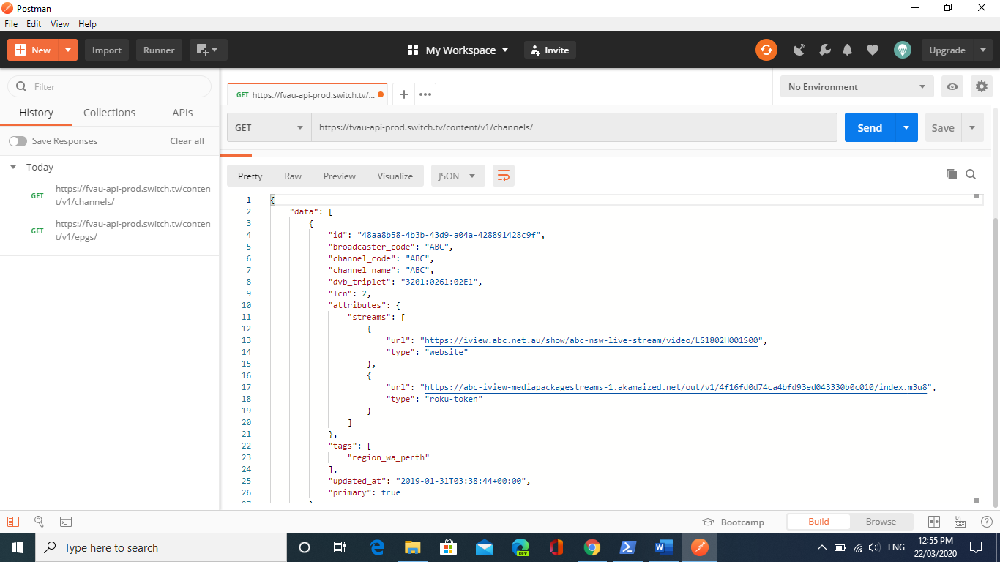 Postman
File Edit View Help
New Import Runner My Workspace Invite Upgrade
Filter
History Collections APIs
Save Responses Clear all
Today
GET https://fvau-api-prod.switch.tv/conten
t/v1/channels/
GET https://fvau-api-prod.switch.tv/conten
t/v1/epgs/
GET https://fvau-api-prod.switch.tv/...
No Environment
GET https://fvau-api-prod.switch.tv/content/v1/channels/ Send Save
Pretty Raw Preview Visualize JSON
1 {
2 "data": [
3 {
4 "id": "48aa8b58-4b3b-43d9-a04a-428891428c9f",
5 "broadcaster_code": "ABC",
6 "channel_code": "ABC",
7 "channel_name": "ABC",
8 "dvb_triplet": "3201:0261:02E1",
9 "lcn": 2,
10 "attributes": {
11 "streams": [
12 {
13 "url": "https://iview.abc.net.au/show/abc-nsw-live-stream/video/LS1802H001S00",
14 "type": "website"
15 },
16 {
17 "url": "https://abc-iview-mediapackagestreams-1.akamaized.net/out/v1/4f16fd0d74ca4bfd93ed043330b0c010/index.m3u8",
18 "type": "roku-token"
19 }
20 ]
21 },
22 "tags": [
23 "region_wa_perth"
24 ],
25 "updated_at": "2019-01-31T03:38:44+00:00",
26 "primary": true
Bootcamp Build Browse
Type here to search
DEV
ENG
12:55 PM
22/03/2020